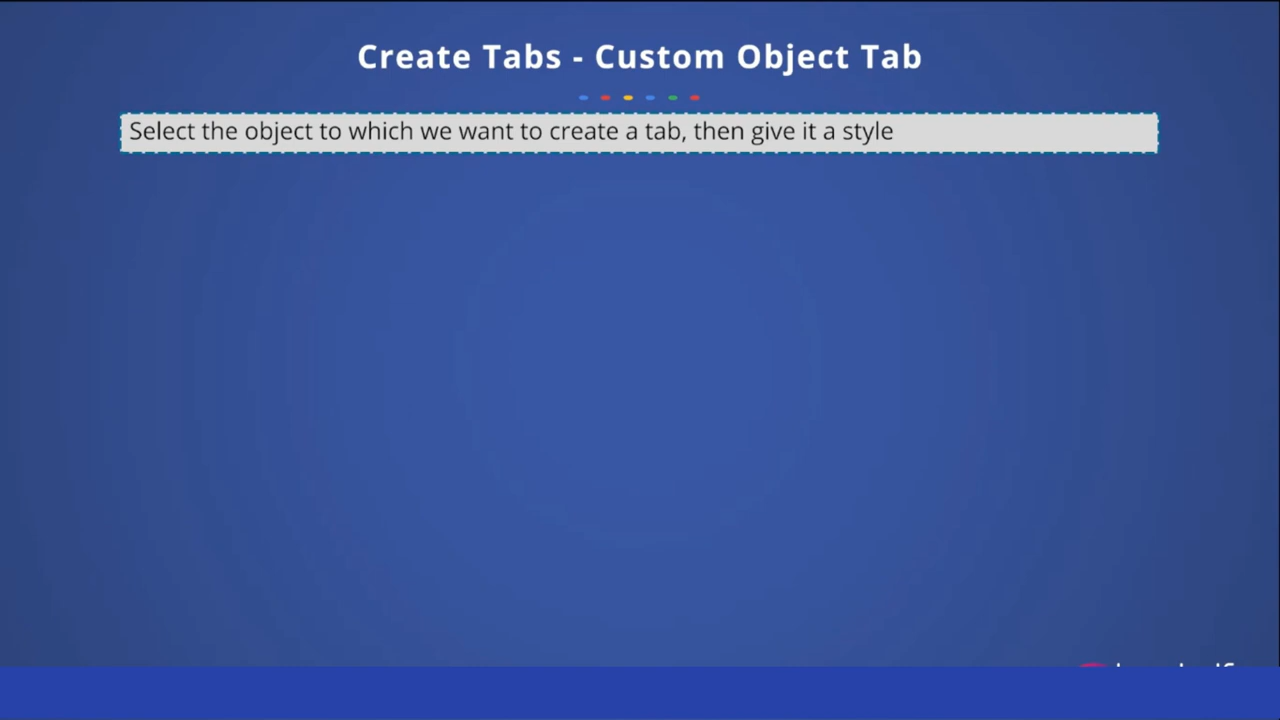 Create Tabs - Custom Object Tab
Select the object to which we want to create a tab, then give it a style